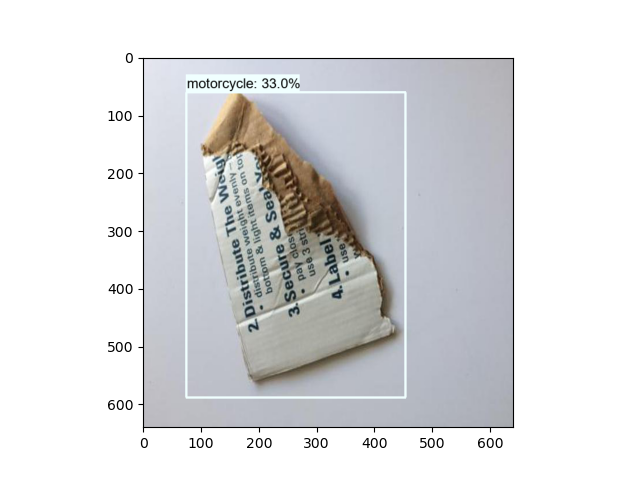 motorcycle: 33.0%
2. Distribute The Weig
• distribute weight evenly –
bottom & light items on to
3. Secure & Seal Yo
• pay clos
use 3 stri
4. Label
• use
0
100
200
300
400
500
600
0 100 200 300 400 500 600